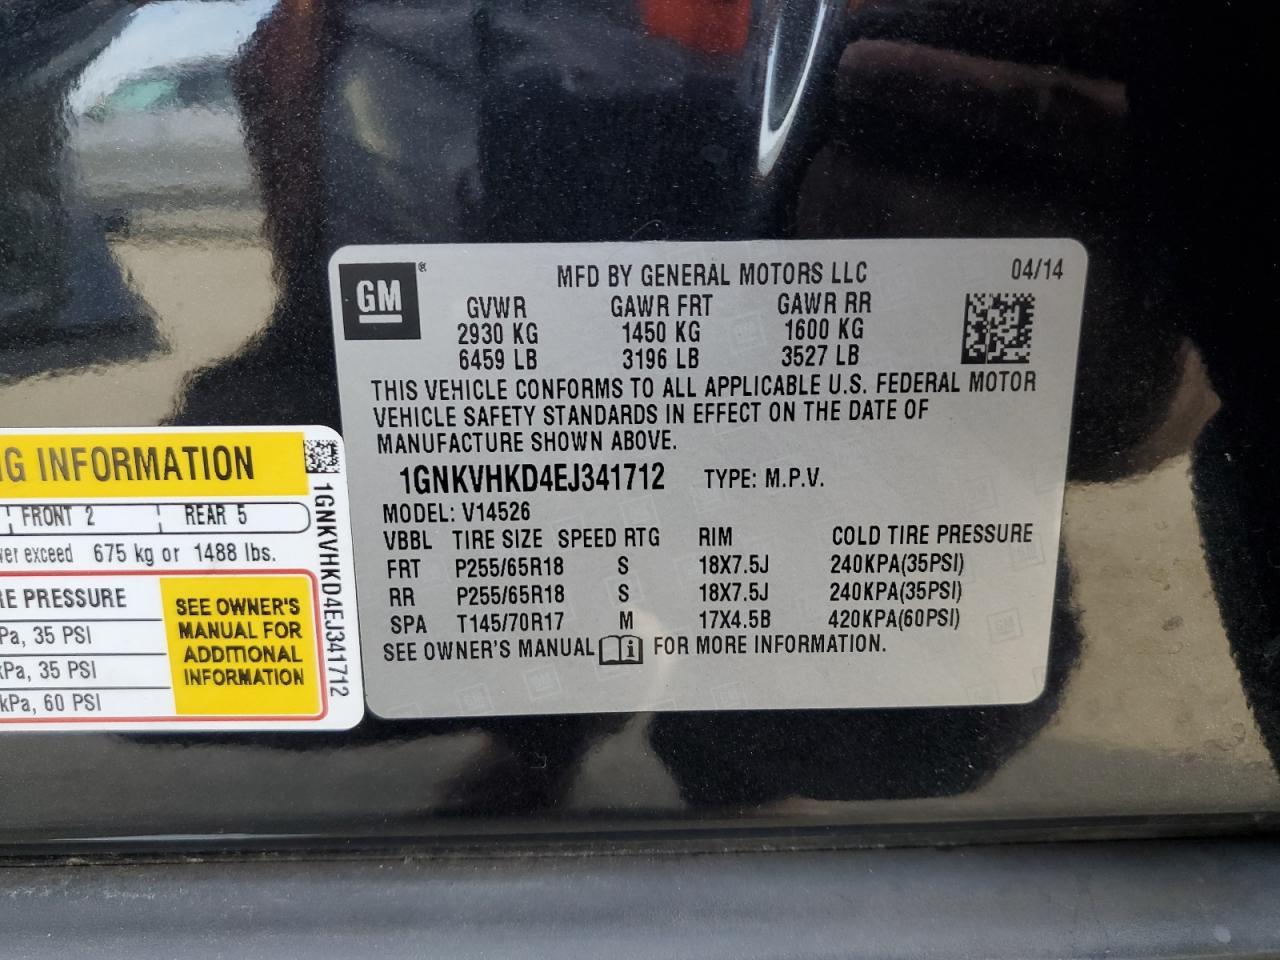 GM®
MFD BY GENERAL MOTORS LLC 04/14
GVWR GAWR FRT GAWR RR
2930 KG 1450 KG 1600 KG
6459 LB 3196 LB 3527 LB
THIS VEHICLE CONFORMS TO ALL APPLICABLE U.S. FEDERAL MOTOR
VEHICLE SAFETY STANDARDS IN EFFECT ON THE DATE OF
MANUFACTURE SHOWN ABOVE.
1GNKVHKD4EJ341712 TYPE: M.P.V.
MODEL: V14526
VBBL TIRE SIZE SPEED RTG RIM COLD TIRE PRESSURE
FRT P255/65R18 S 18X7.5J 240KPA(35PSI)
RR P255/65R18 S 18X7.5J 240KPA(35PSI)
SPA T145/70R17 M 17X4.5B 420KPA(60PSI)
SEE OWNER'S MANUAL FOR MORE INFORMATION.
G INFORMATION
FRONT 2 REAR 5
ver exceed 675 kg or 1488 lbs.
RE PRESSURE
Pa, 35 PSI
kPa, 35 PSI
kPa, 60 PSI
SEE OWNER'S
MANUAL FOR
ADDITIONAL
INFORMATION
1GNKVHKD4EJ341712